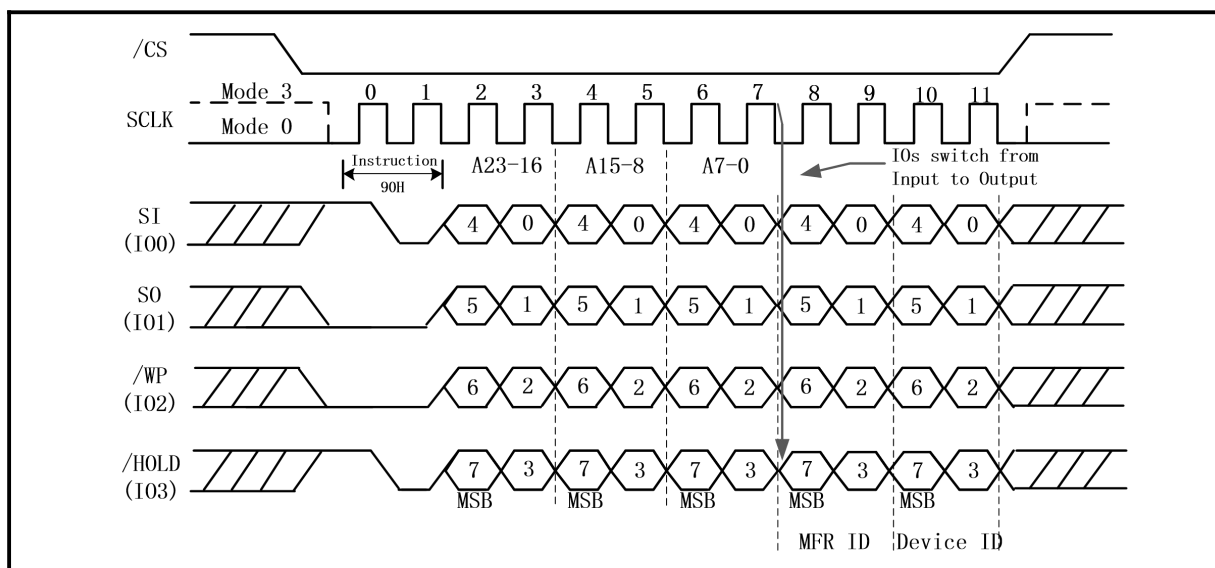 /CS
Mode 3
0 1 2 3 4 5 6 7 8 9 10 11
SCLK
Mode 0
Instruction
90H
A23-16 A15-8 A7-0
IOs switch from
Input to Output
SI
(IO0)
4 0 4 0 4 0 4 0 4 0
SO
(IO1)
5 1 5 1 5 1 5 1 5 1
/WP
(IO2)
6 2 6 2 6 2 6 2 6 2
/HOLD
(IO3)
7 3 7 3 7 3 7 3 7 3
MSB MSB MSB MSB MSB
MFR ID Device ID